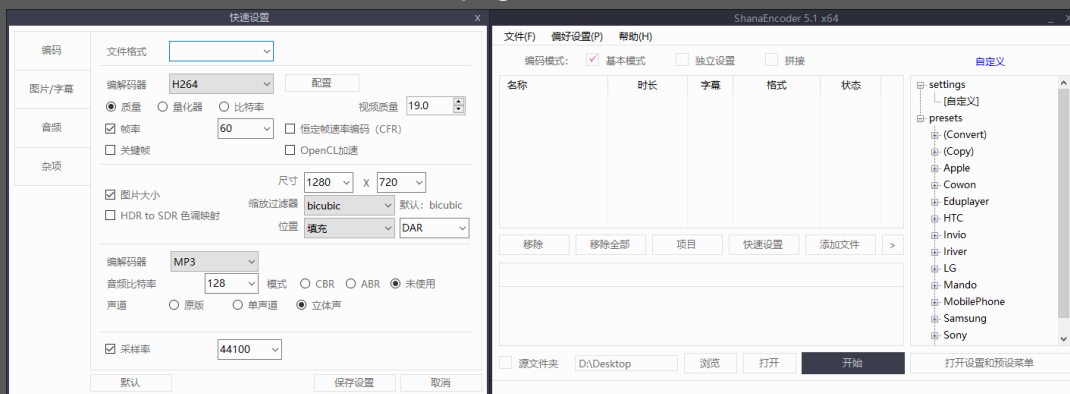 快速设置 X
编码
图片/字幕
音频
杂项
文件格式
编解码器 H264 配置
质量 量化器 比特率 视频质量 19.0
帧率 60 恒定帧速率编码（CFR）
关键帧 OpenCL加速
尺寸 1280 X 720
图片大小
缩放过滤器 bicubic 默认：bicubic
HDR to SDR 色调映射
位置 填充 DAR
编解码器 MP3
音频比特率 128 模式 CBR ABR 未使用
声道 原版 单声道 立体声
采样率 44100
默认 保存设置 取消
ShanaEncoder 5.1 x64 _ X
文件(F) 偏好设置(P) 帮助(H)
编码模式： 基本模式 独立设置 拼接 自定义
名称 时长 字幕 格式 状态
settings
[自定义]
presets
(Convert)
(Copy)
Apple
Cowon
Eduplayer
HTC
Invio
Iriver
LG
Mando
MobilePhone
Samsung
Sony
移除 移除全部 项目 快速设置 添加文件 >
源文件夹 D:\Desktop 浏览 打开 开始 打开设置和预设菜单